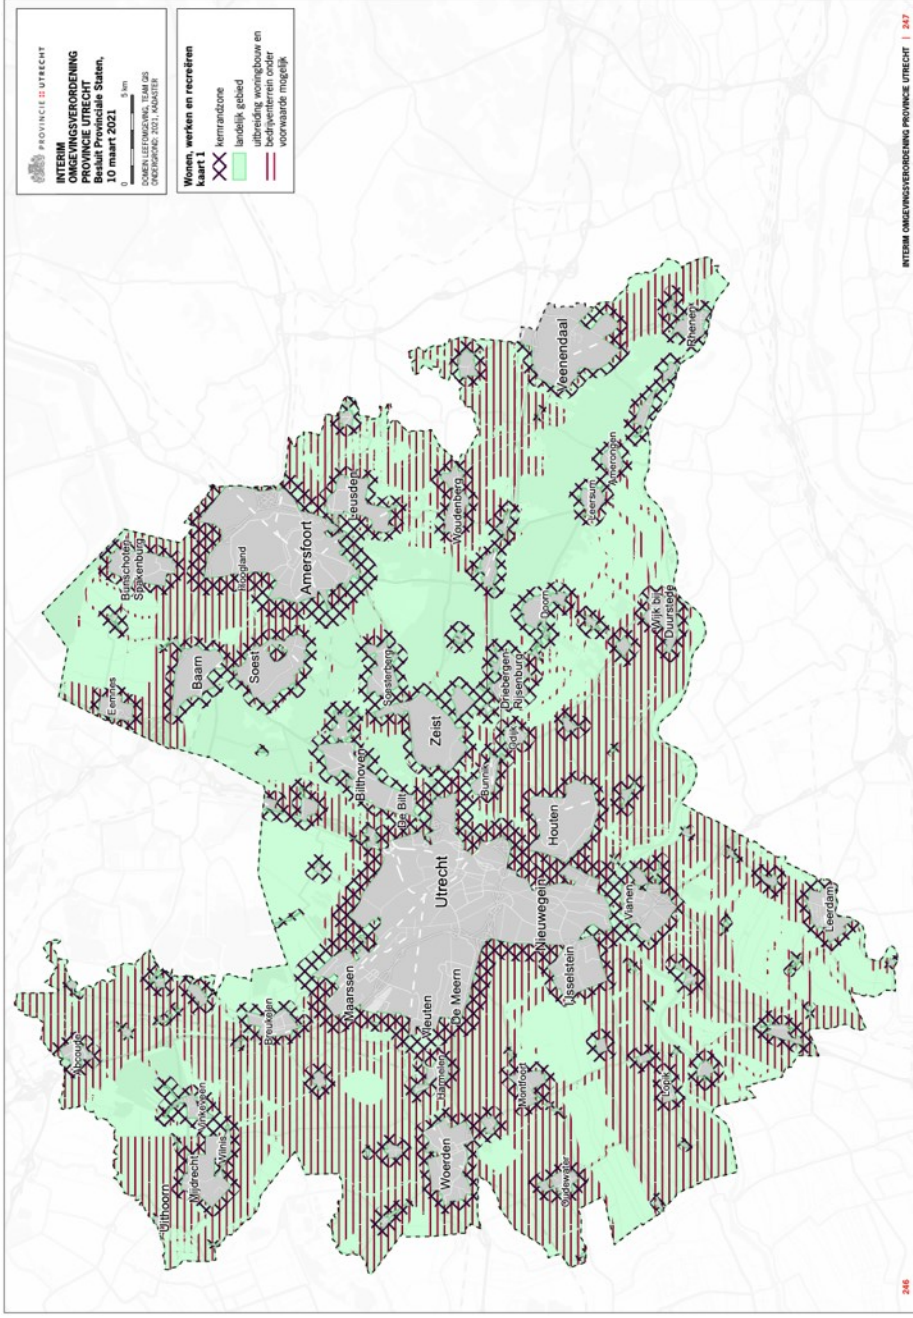 PROVINCIE :: UTRECHT
INTERIM
OMGEVINGSVERORDENING
PROVINCIE UTRECHT
Besluit Provinciale Staten,
10 maart 2021
0 5 km
DOMEIN LEEFOMGEVING, TEAM GIS
ONDERGROND: 2021, KADASTER
Wonen, werken en recreëren
kaart 1
kernrandzone
landelijk gebied
uitbreiding woningbouw en
bedrijventerrein onder
voorwaarde mogelijk
Abcoude
Uithoorn
Mijdrecht
Wilnis
Vinkeveen
Breukelen
Maarssen
Vleuten
De Meern
Harmelen
Woerden
Montfoort
Oudewater
Lopik
IJsselstein
Nieuwegein
Utrecht
Vianen
Leerdam
Houten
Bunnik
Odijk
De Bilt
Bilthoven
Zeist
Soesterberg
Driebergen-
Rijsenburg
Doorn
Wijk bij
Duurstede
Eemnes
Baarn
Soest
Bunschoten-
Spakenburg
Hoogland
Amersfoort
Leusden
Woudenberg
Leersum
Amerongen
Veenendaal
Rhenen
246
INTERIM OMGEVINGSVERORDENING PROVINCIE UTRECHT | 247